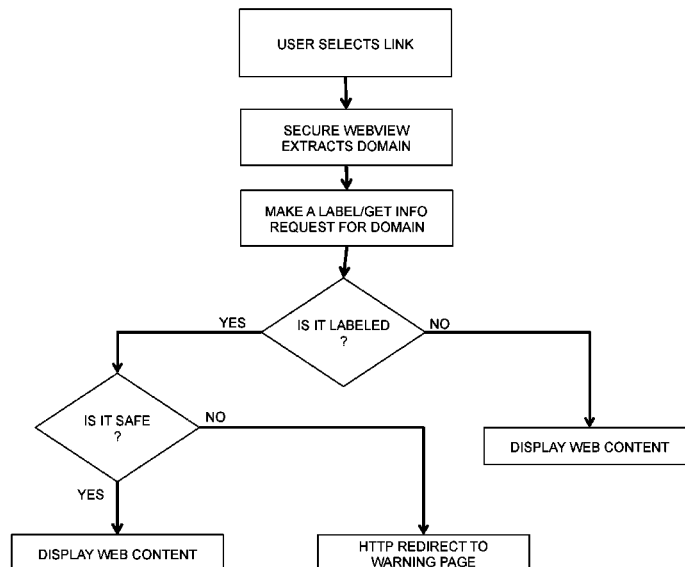 USER SELECTS LINK
SECURE WEBVIEW
EXTRACTS DOMAIN
MAKE A LABEL/GET INFO
REQUEST FOR DOMAIN
IS IT LABELED
?
YES
NO
IS IT SAFE
?
NO
YES
DISPLAY WEB CONTENT
DISPLAY WEB CONTENT
HTTP REDIRECT TO
WARNING PAGE